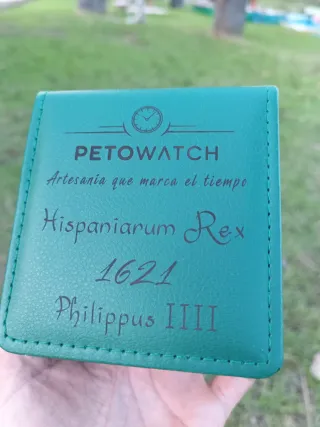 PETOWATCH
Artesanía que marca el tiempo
Hispaniarum Rex
1621
Philippus IIII